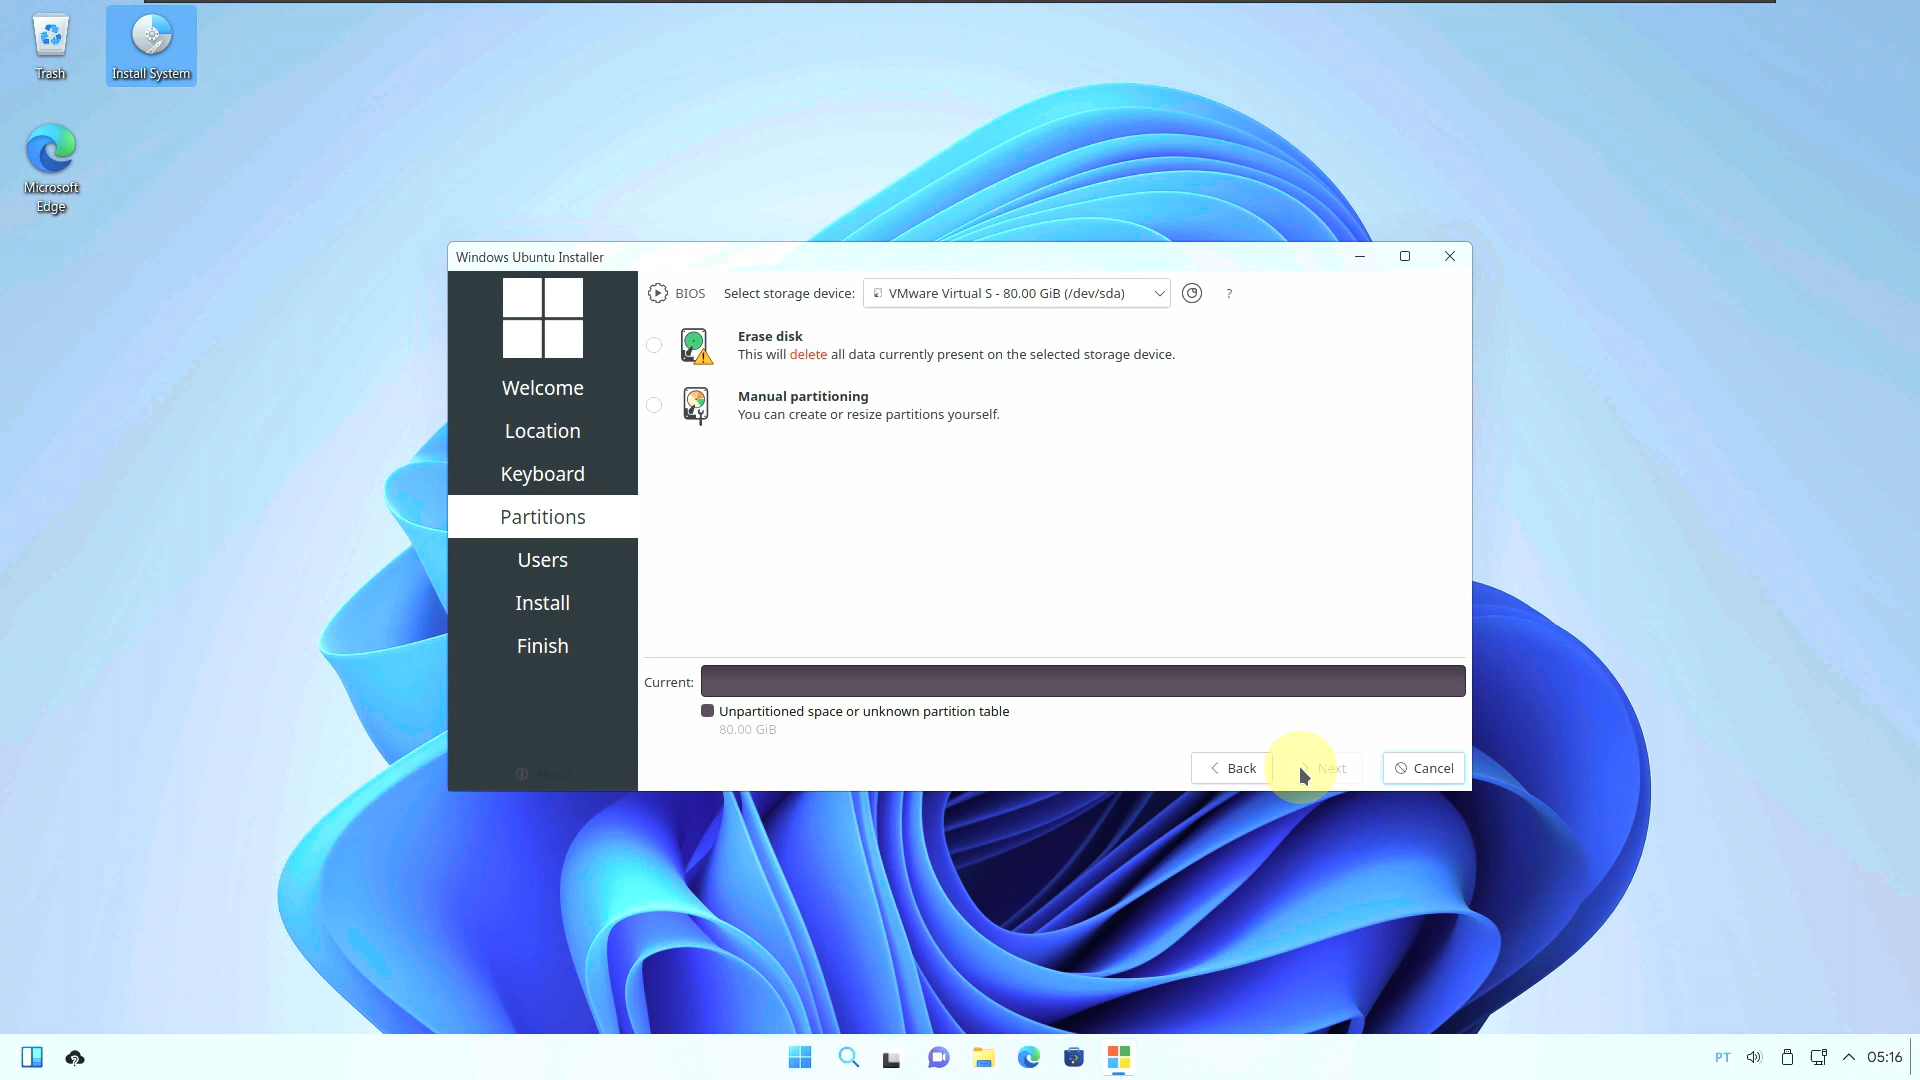 Trash
Install System
Microsoft
Edge
Windows Ubuntu Installer
BIOS
Select storage device:
VMware Virtual S - 80.00 GiB (/dev/sda)
?
Welcome
Location
Keyboard
Partitions
Users
Install
Finish
About
Erase disk
This will delete all data currently present on the selected storage device.
Manual partitioning
You can create or resize partitions yourself.
Current:
Unpartitioned space or unknown partition table
80.00 GiB
Back
Next
Cancel
PT
05:16